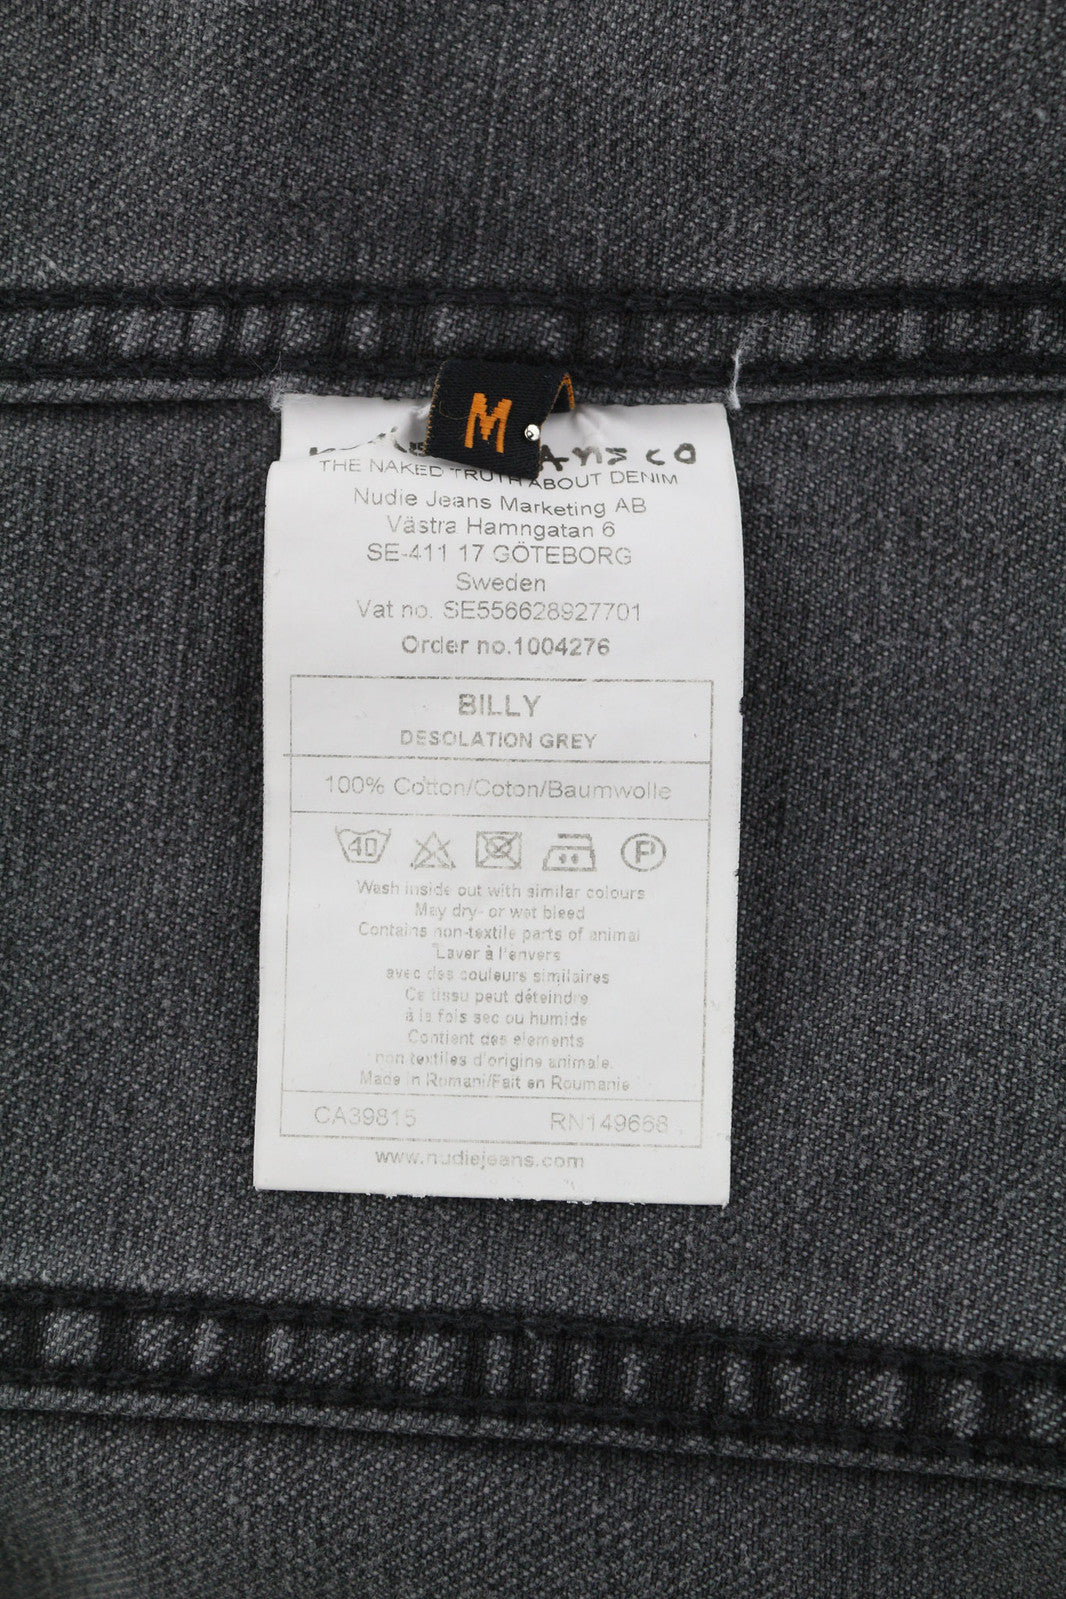 M
THE NAKED TRUTH ABOUT DENIM
Nudie Jeans Marketing AB
Västra Hamngatan 6
SE-411 17 GÖTEBORG
Sweden
Vat no. SE556628927701
Order no.1004276
BILLY
DESOLATION GREY
100% Cotton/Coton/Baumwolle
40 P
Wash inside out with similar colours
May dry- or wet bleed
Contains non-textile parts of animal
Laver à l'envers
avec des couleurs similaires
Ce tissu peut déteindre
à la fois sec ou humide
Contient des elements
non textiles d'origine animale.
Made in Romani/Fait en Roumanie
CA39815 RN149668
www.nudiejeans.com